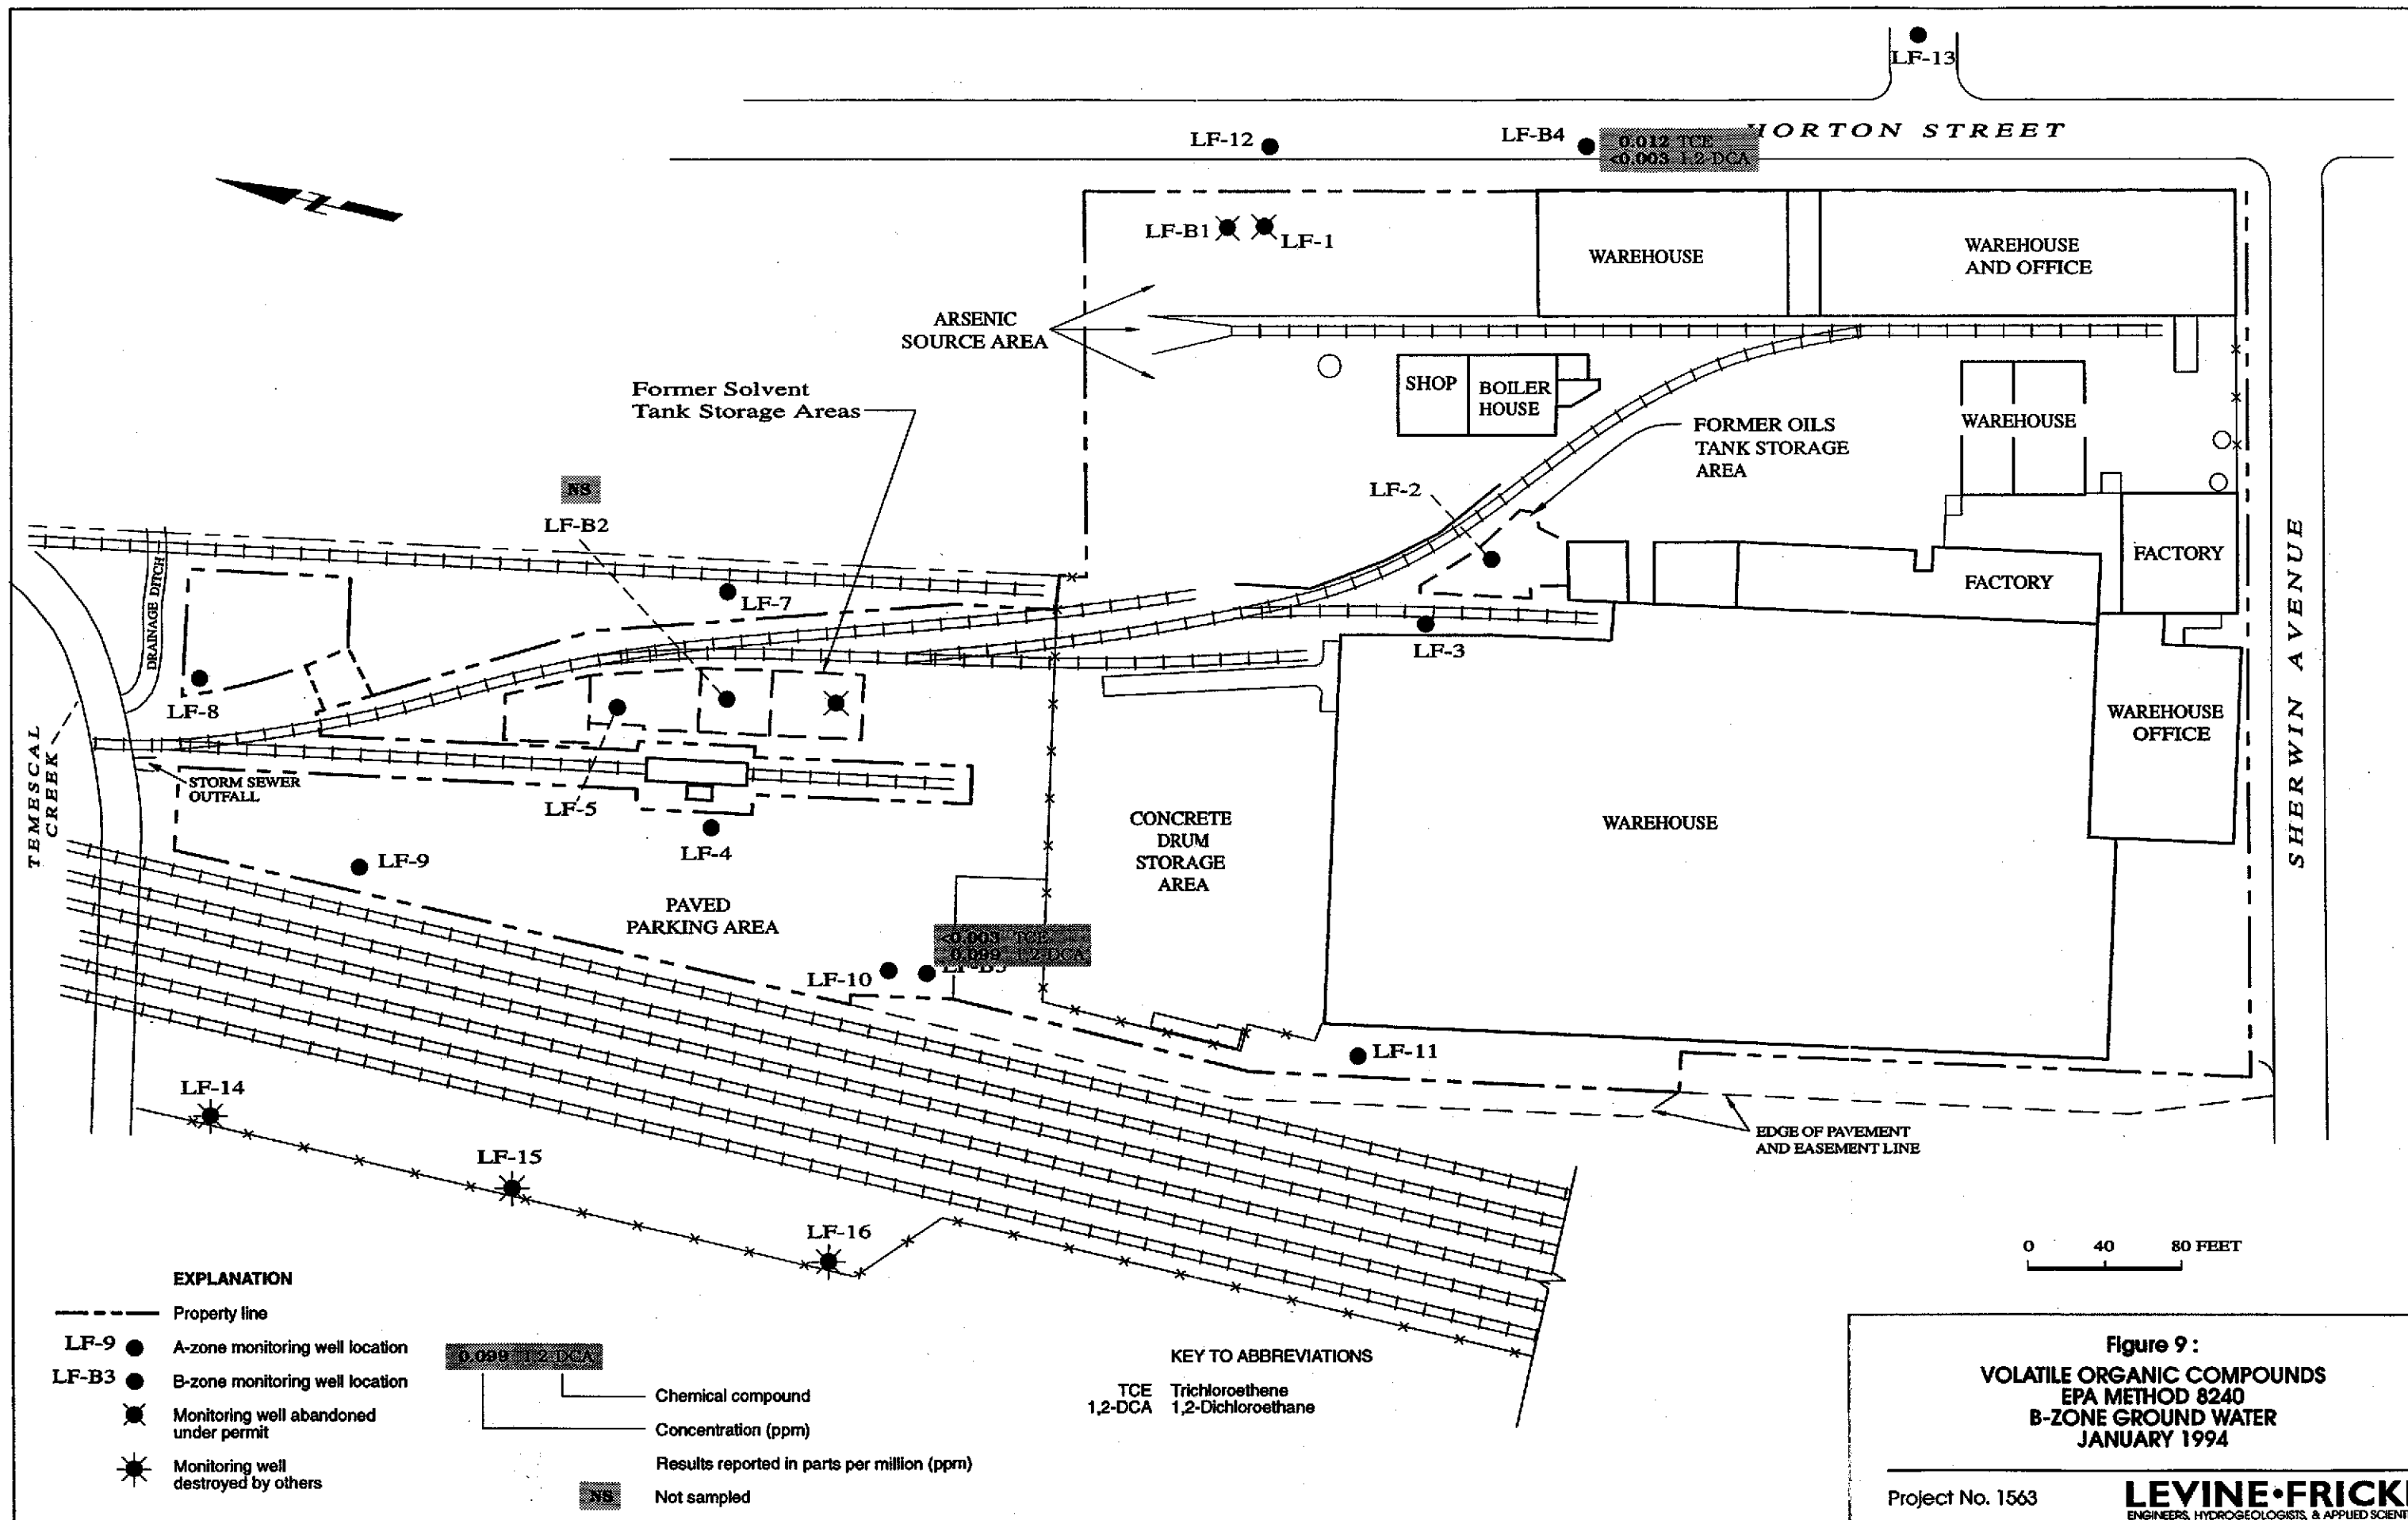 LF-13
HORTON STREET
LF-12
LF-B4
0.012 TCE
<0.003 1,2-DCA
LF-B1
LF-1
WAREHOUSE
WAREHOUSE
AND OFFICE
ARSENIC
SOURCE AREA
Former Solvent
Tank Storage Areas
SHOP
BOILER
HOUSE
FORMER OILS
TANK STORAGE
AREA
WAREHOUSE
LF-2
NS
LF-B2
DRAINAGE DITCH
LF-7
FACTORY
FACTORY
LF-3
LF-8
WAREHOUSE
OFFICE
SHERWIN AVENUE
TEMESCAL
CREEK
STORM SEWER
OUTFALL
LF-5
LF-4
CONCRETE
DRUM
STORAGE
AREA
WAREHOUSE
LF-9
PAVED
PARKING AREA
<0.003 TCE
0.099 1,2-DCA
LF-10
LF-B3
LF-11
LF-14
EDGE OF PAVEMENT
AND EASEMENT LINE
LF-15
LF-16
0 40 80 FEET
EXPLANATION
Property line
LF-9 A-zone monitoring well location
LF-B3 B-zone monitoring well location
Monitoring well abandoned
under permit
Monitoring well
destroyed by others
0.099 1,2-DCA
Chemical compound
Concentration (ppm)
Results reported in parts per million (ppm)
NS Not sampled
KEY TO ABBREVIATIONS
TCE Trichloroethene
1,2-DCA 1,2-Dichloroethane
Figure 9 :
VOLATILE ORGANIC COMPOUNDS
EPA METHOD 8240
B-ZONE GROUND WATER
JANUARY 1994
Project No. 1563
LEVINE•FRICKE
ENGINEERS, HYDROGEOLOGISTS, & APPLIED SCIENT